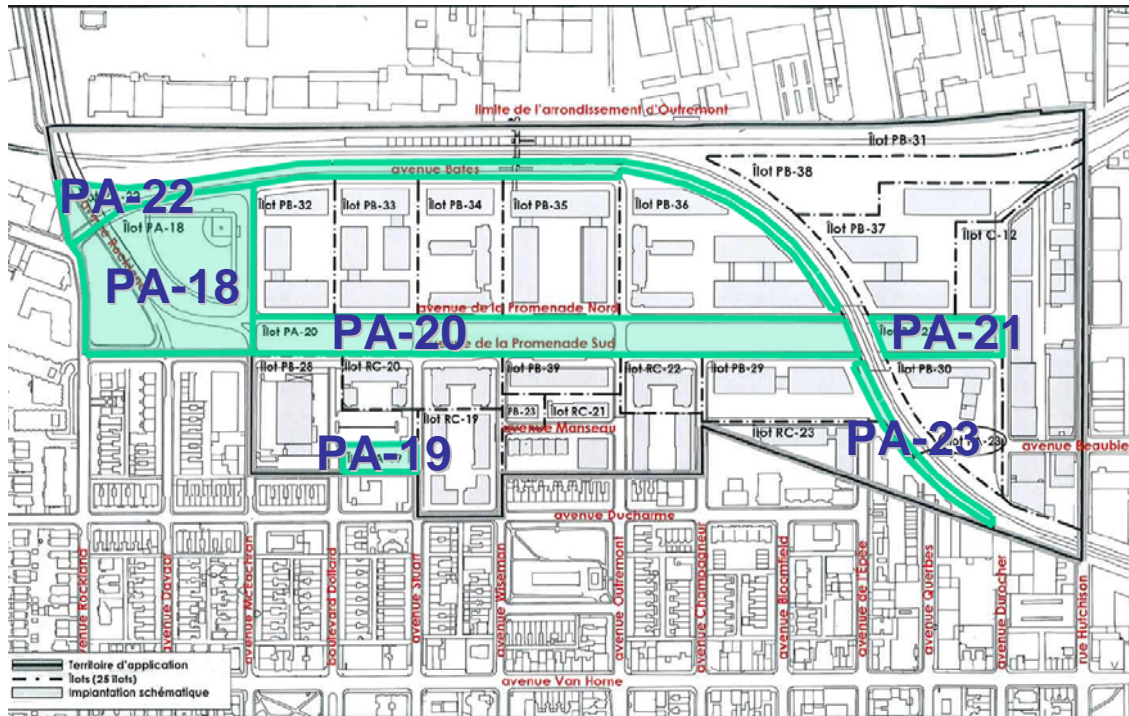 limite de l'arrondissement d'Outremont
Îlot PB-31
avenue Bates
Îlot PB-38
PA-22
Îlot PB-32
Îlot PB-33
Îlot PB-34
Îlot PB-35
Îlot PB-36
Îlot PA-18
Îlot PB-37
Îlot C-12
PA-18
avenue de la Promenade Nord
Îlot PA-20
PA-20
avenue de la Promenade Sud
PA-21
Îlot PB-28
Îlot RC-20
Îlot PB-39
Îlot RC-22
Îlot PB-29
Îlot PB-30
Îlot RC-19
PB-23
Îlot RC-21
avenue Manseau
Îlot RC-23
PA-23
Îlot PA-23
avenue Beaubien
PA-19
avenue Ducharme
avenue Rockland
avenue Davaar
avenue McEachran
boulevard Dollard
avenue Stuart
avenue Wiseman
avenue Outremont
avenue Champagneur
avenue Bloomfield
avenue de l'Épée
avenue Querbes
avenue Durocher
rue Hutchison
avenue Van Horne
Territoire d'application
Îlots (25 îlots)
Implantation schématique